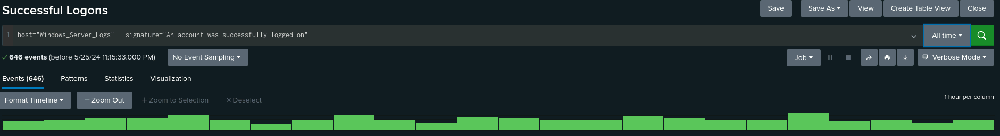 Successful Logons
Save
Save As
View
Create Table View
Close
1 host="Windows_Server_Logs" signature="An account was successfully logged on"
All time
646 events (before 5/25/24 11:15:33.000 PM)
No Event Sampling
Job
Verbose Mode
Events (646)
Patterns
Statistics
Visualization
Format Timeline
Zoom Out
Zoom to Selection
Deselect
1 hour per column